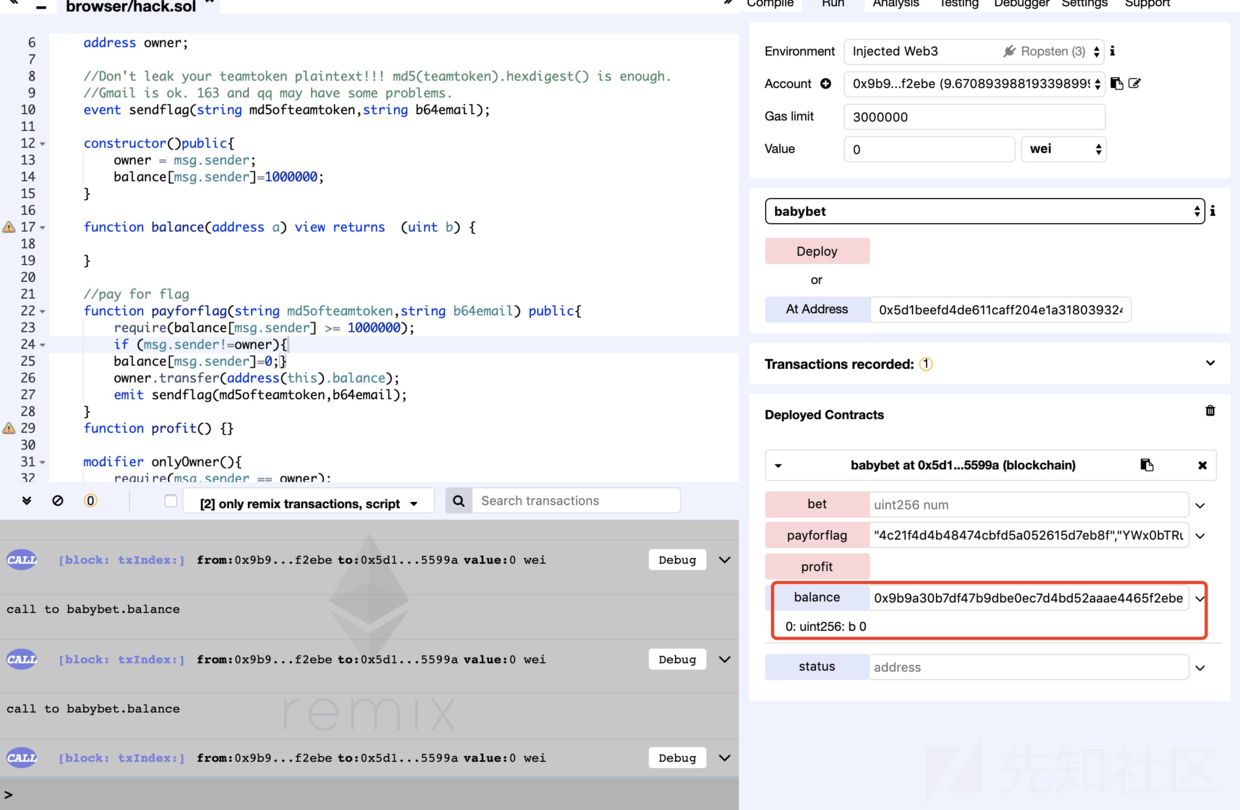 browser/hack.sol
Compile Run Analysis Testing Debugger Settings Support
6 address owner;
7
8 //Don't leak your teamtoken plaintext!!! md5(teamtoken).hexdigest() is enough.
9 //Gmail is ok. 163 and qq may have some problems.
10 event sendflag(string md5ofteamtoken,string b64email);
11
12 constructor()public{
13 owner = msg.sender;
14 balance[msg.sender]=1000000;
15 }
16
17 function balance(address a) view returns (uint b) {
18
19 }
20
21 //pay for flag
22 function payforflag(string md5ofteamtoken,string b64email) public{
23 require(balance[msg.sender] >= 1000000);
24 if (msg.sender!=owner){
25 balance[msg.sender]=0;}
26 owner.transfer(address(this).balance);
27 emit sendflag(md5ofteamtoken,b64email);
28 }
29 function profit() {}
30
31 modifier onlyOwner(){
32 require(msg.sender == owner);
0 [2] only remix transactions, script Search transactions
CALL [block: txIndex:] from:0x9b9...f2ebe to:0x5d1...5599a value:0 wei Debug
call to babybet.balance
CALL [block: txIndex:] from:0x9b9...f2ebe to:0x5d1...5599a value:0 wei Debug
call to babybet.balance
remix
CALL [block: txIndex:] from:0x9b9...f2ebe to:0x5d1...5599a value:0 wei Debug
>
Environment Injected Web3 Ropsten (3) i
Account 0x9b9...f2ebe (9.670893988193398999
Gas limit 3000000
Value 0 wei
babybet i
Deploy
or
At Address 0x5d1beefd4de611caff204e1a31803932
Transactions recorded: 1
Deployed Contracts
babybet at 0x5d1...5599a (blockchain)
bet uint256 num
payforflag "4c21f4d4b48474cbfd5a052615d7eb8f","YWx0bTRu
profit
balance 0x9b9a30b7df47b9dbe0ec7d4bd52aaae4465f2ebe
0: uint256: b 0
status address
先知社区